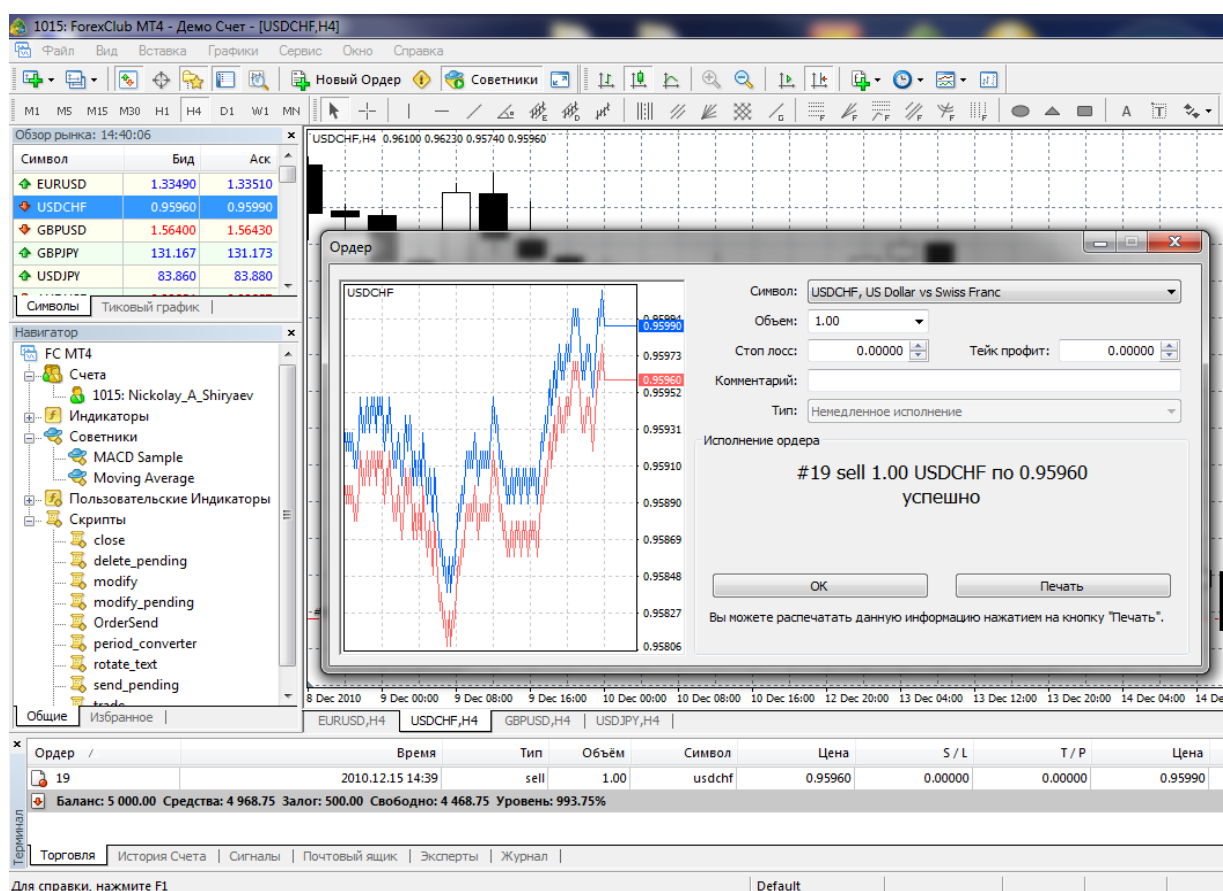 1015: ForexClub MT4 - Демо Счет - [USDCHF,H4]
Файл Вид Вставка Графики Сервис Окно Справка
Новый Ордер Советники
M1 M5 M15 M30 H1 H4 D1 W1 MN
Обзор рынка: 14:40:06
Символ Бид Аск
EURUSD 1.33490 1.33510
USDCHF 0.95960 0.95990
GBPUSD 1.56400 1.56430
GBPJPY 131.167 131.173
USDJPY 83.860 83.880
Символы Тиковый график
Навигатор
FC MT4
Счета
1015: Nickolay_A_Shiryaev
Индикаторы
Советники
MACD Sample
Moving Average
Пользовательские Индикаторы
Скрипты
close
delete_pending
modify
modify_pending
OrderSend
period_converter
rotate_text
send_pending
trade
Общие Избранное
USDCHF,H4 0.96100 0.96230 0.95740 0.95960
Ордер
USDCHF
0.95994
0.95990
0.95973
0.95960
0.95952
0.95931
0.95910
0.95890
0.95869
0.95848
0.95827
0.95806
Символ: USDCHF, US Dollar vs Swiss Franc
Объем: 1.00
Стоп лосс: 0.00000 Тейк профит: 0.00000
Комментарий:
Тип: Немедленное исполнение
Исполнение ордера
#19 sell 1.00 USDCHF по 0.95960
успешно
OK Печать
Вы можете распечатать данную информацию нажатием на кнопку "Печать".
8 Dec 2010 9 Dec 00:00 9 Dec 08:00 9 Dec 16:00 10 Dec 00:00 10 Dec 08:00 10 Dec 16:00 12 Dec 20:00 13 Dec 04:00 13 Dec 12:00 13 Dec 20:00 14 Dec 04:00 14 De
EURUSD,H4 USDCHF,H4 GBPUSD,H4 USDJPY,H4
Ордер / Время Тип Объём Символ Цена S / L T / P Цена
19 2010.12.15 14:39 sell 1.00 usdchf 0.95960 0.00000 0.00000 0.95990
Баланс: 5 000.00 Средства: 4 968.75 Залог: 500.00 Свободно: 4 468.75 Уровень: 993.75%
Терминал
Торговля История Счета Сигналы Почтовый ящик Эксперты Журнал
Для справки, нажмите F1 Default